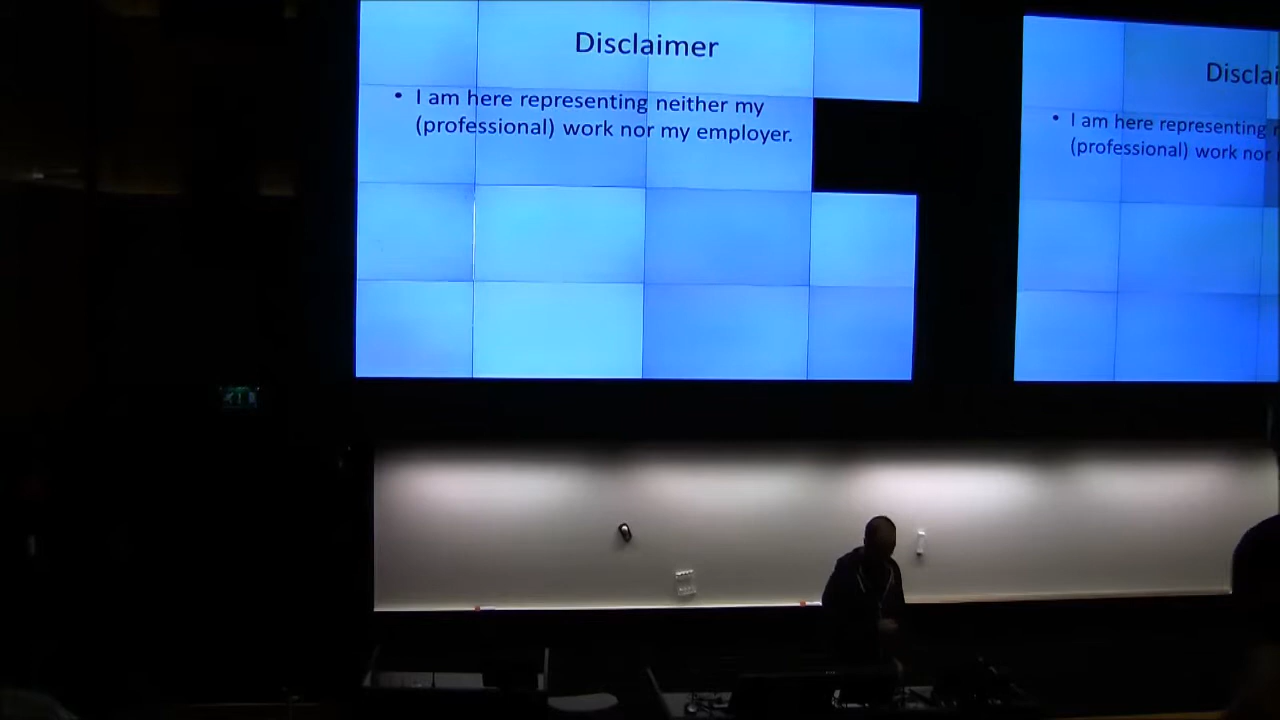 Disclaimer
• I am here representing neither my
(professional) work nor my employer.
Disclai
• I am here representing
(professional) work nor